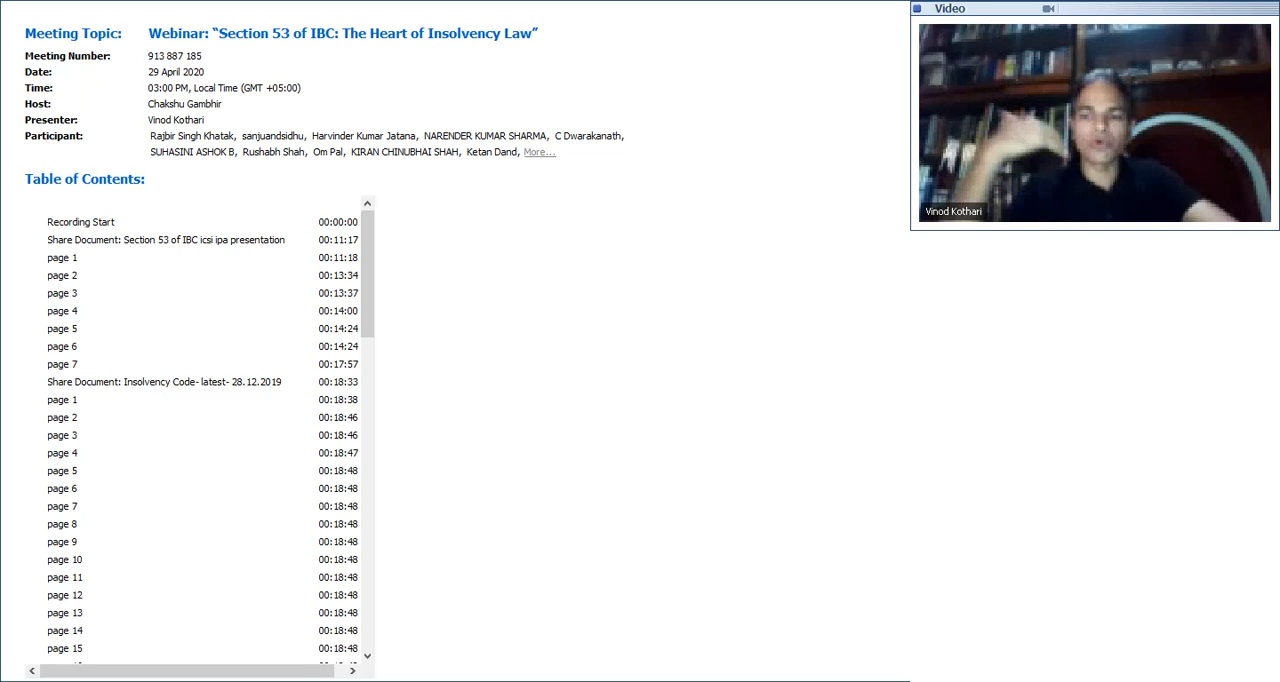 Meeting Topic: Webinar: “Section 53 of IBC: The Heart of Insolvency Law”
Meeting Number: 913 887 185
Date: 29 April 2020
Time: 03:00 PM, Local Time (GMT +05:00)
Host: Chakshu Gambhir
Presenter: Vinod Kothari
Participant: Rajbir Singh Khatak, sanjuandsidhu, Harvinder Kumar Jatana, NARENDER KUMAR SHARMA, C Dwarakanath,
SUHASINI ASHOK B, Rushabh Shah, Om Pal, KIRAN CHINUBHAI SHAH, Ketan Dand, More...
Table of Contents:
Recording Start 00:00:00
Share Document: Section 53 of IBC icsi ipa presentation 00:11:17
page 1 00:11:18
page 2 00:13:34
page 3 00:13:37
page 4 00:14:00
page 5 00:14:24
page 6 00:14:24
page 7 00:17:57
Share Document: Insolvency Code- latest- 28.12.2019 00:18:33
page 1 00:18:38
page 2 00:18:46
page 3 00:18:46
page 4 00:18:47
page 5 00:18:48
page 6 00:18:48
page 7 00:18:48
page 8 00:18:48
page 9 00:18:48
page 10 00:18:48
page 11 00:18:48
page 12 00:18:48
page 13 00:18:48
page 14 00:18:48
page 15 00:18:48
Video
Vinod Kothari